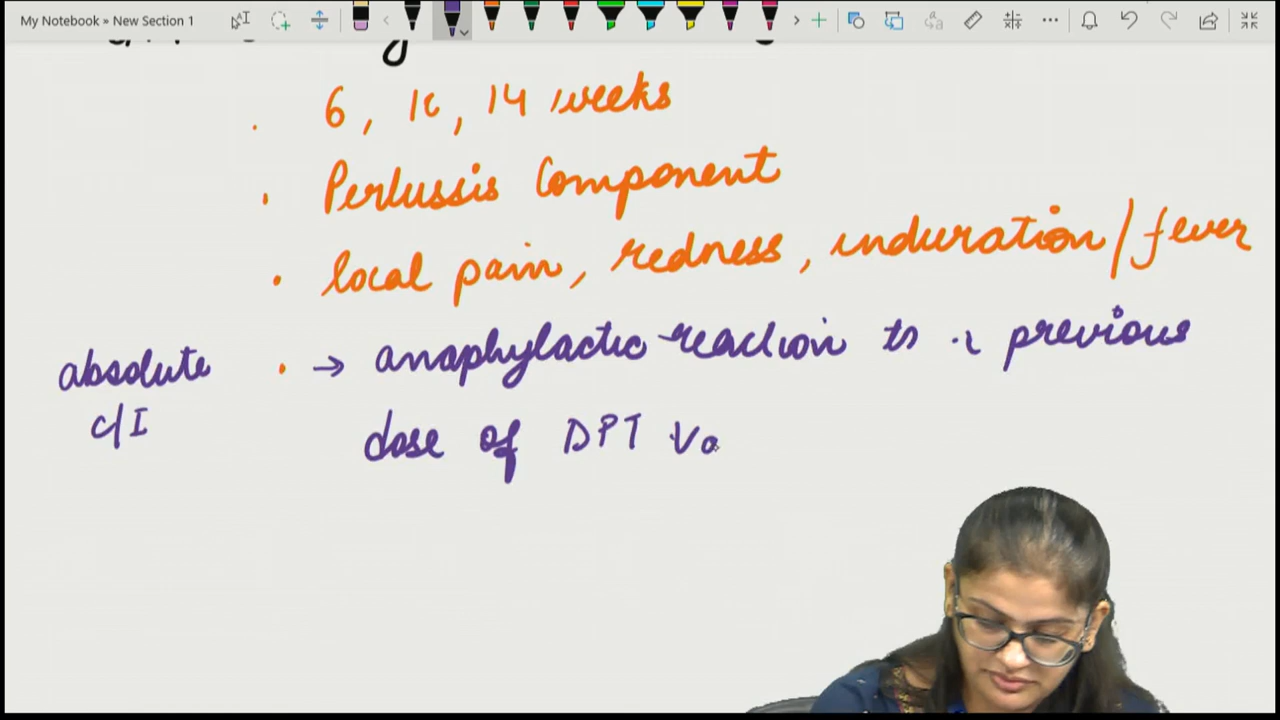 My Notebook » New Section 1
6, 10, 14 weeks
Pertussis Component
local pain, redness, induration/fever
absolute → anaphylactic reaction to previous
c/I dose of DPT Va